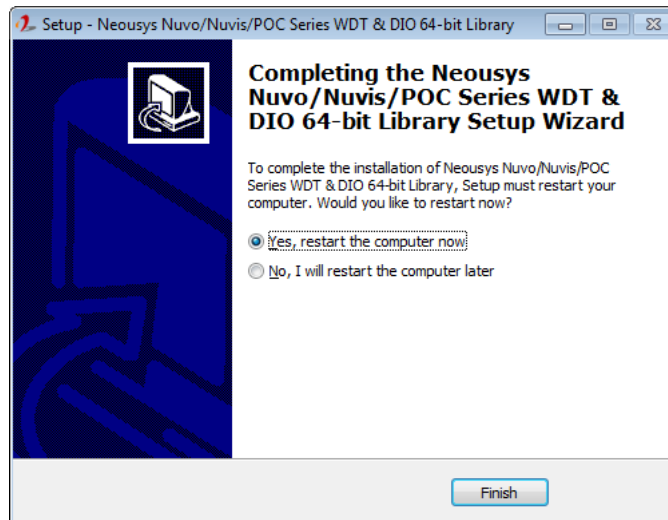 Setup - Neousys Nuvo/Nuvis/POC Series WDT & DIO 64-bit Library
Completing the Neousys
Nuvo/Nuvis/POC Series WDT &
DIO 64-bit Library Setup Wizard
To complete the installation of Neousys Nuvo/Nuvis/POC
Series WDT & DIO 64-bit Library, Setup must restart your
computer. Would you like to restart now?
Yes, restart the computer now
No, I will restart the computer later
Finish